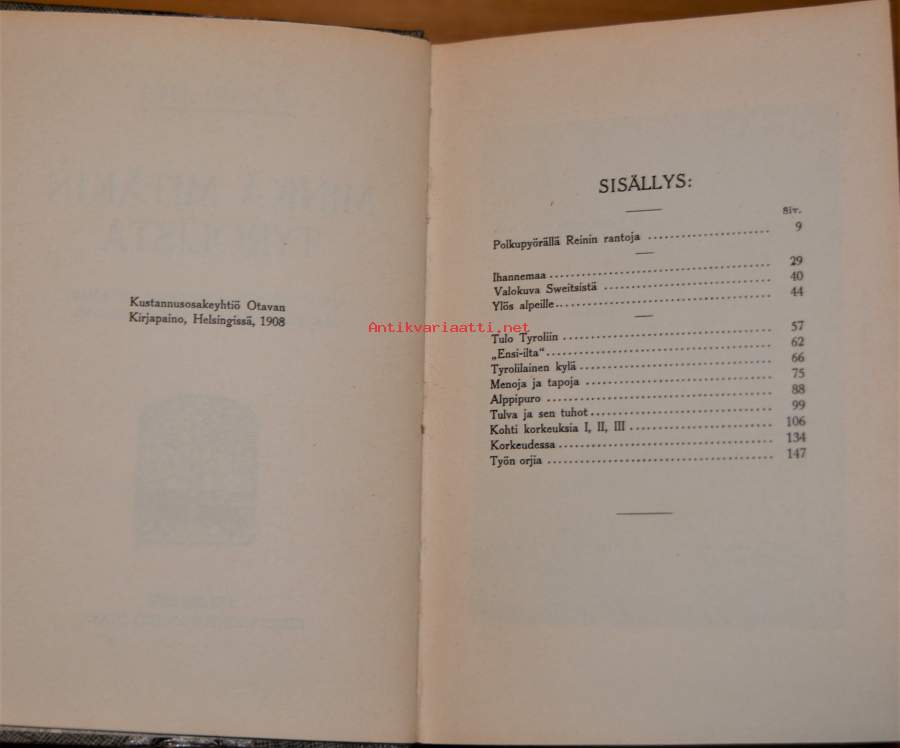 Kustannusosakeyhtiö Otavan
Kirjapaino, Helsingissä, 1908
Antikvariaatti.net
SISÄLLYS:
Siv.
Polkupyörällä Reinin rantoja 9
Ihannemaa 29
Valokuva Sweitsistä 40
Ylös alpeille 44
Tulo Tyroliin 57
„Ensi-ilta“ 62
Tyrolilainen kylä 66
Menoja ja tapoja 75
Alppipuro 88
Tulva ja sen tuhot 99
Kohti korkeuksia I, II, III 106
Korkeudessa 134
Työn orjia 147